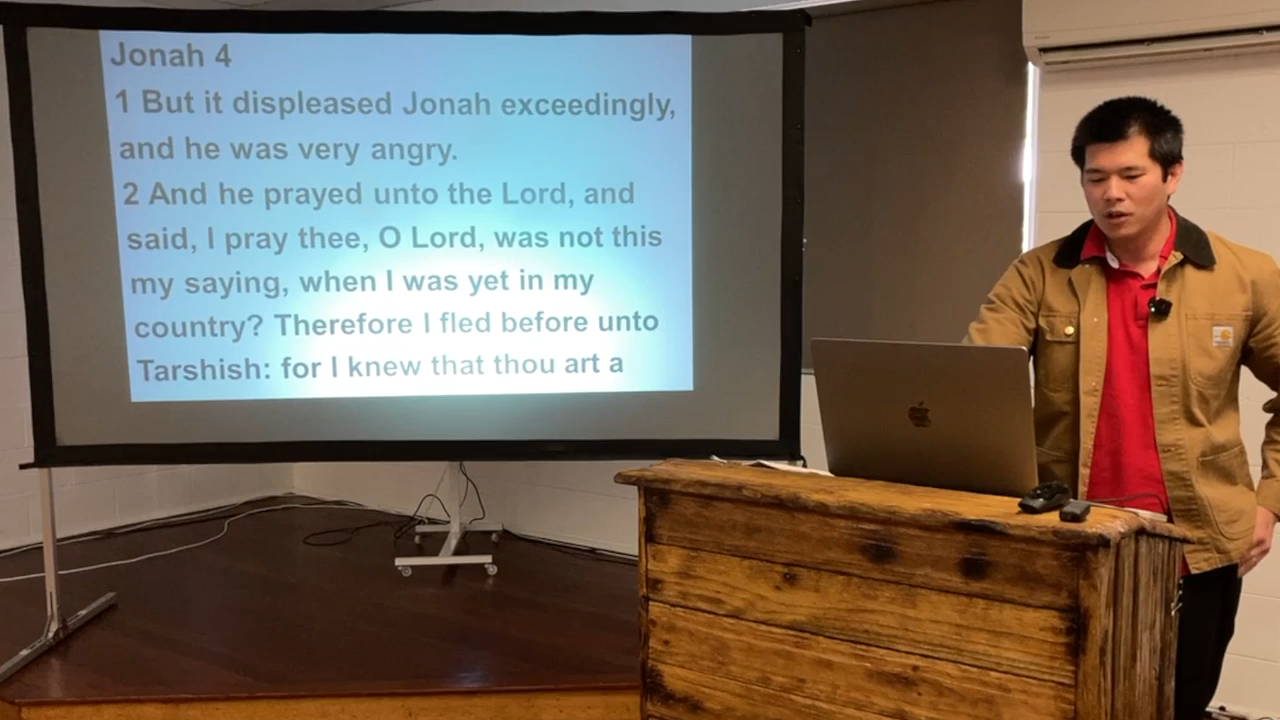 Jonah 4
1 But it displeased Jonah exceedingly,
and he was very angry.
2 And he prayed unto the Lord, and
said, I pray thee, O Lord, was not this
my saying, when I was yet in my
country? Therefore I fled before unto
Tarshish: for I knew that thou art a